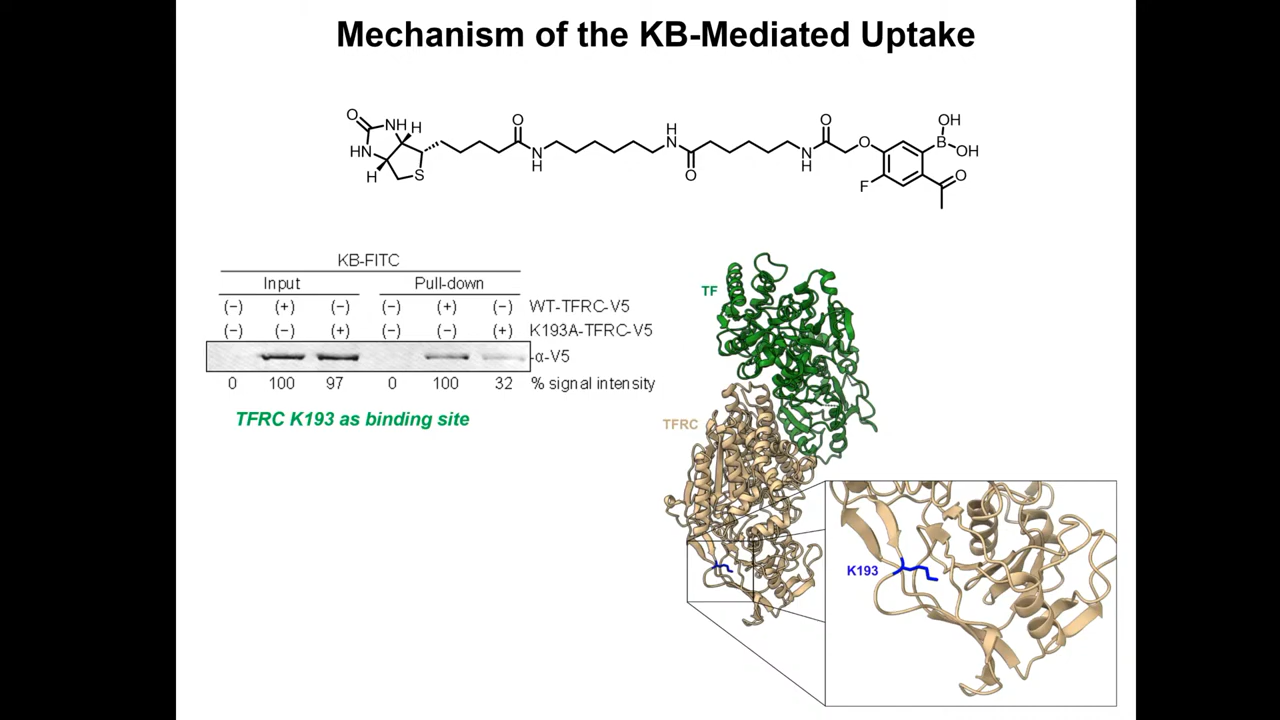 Mechanism of the KB-Mediated Uptake
O
NH
H
HN
H
S
O
N
H
H
N
O
O
N
H
O
F
OH
B
OH
O
KB-FITC
Input Pull-down
(−) (+) (−) (−) (+) (−) WT-TFRC-V5
(−) (−) (+) (−) (−) (+) K193A-TFRC-V5
-α-V5
0 100 97 0 100 32 % signal intensity
TFRC K193 as binding site
TF
TFRC
K193